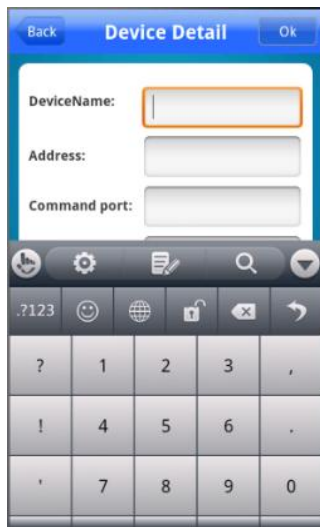 Back Device Detail Ok
DeviceName:
Address:
Command port:
.?123
? 1 2 3 ,
! 4 5 6 .
' 7 8 9 0